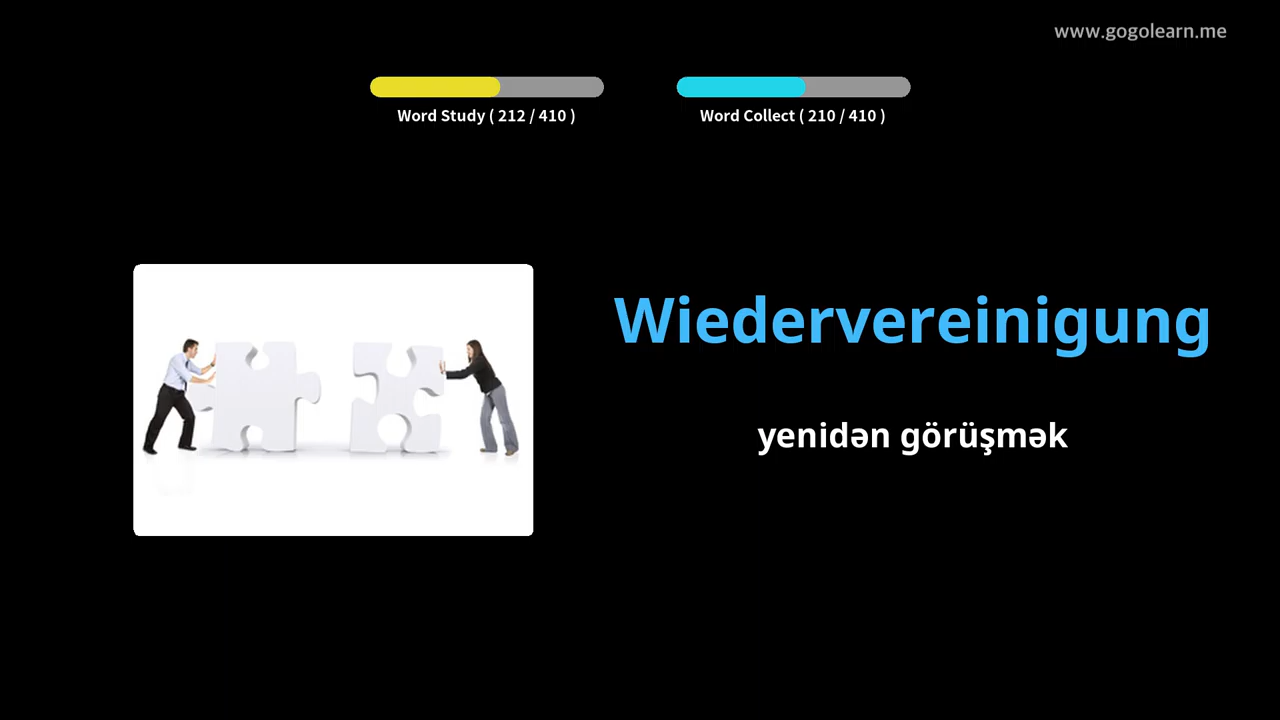 www.gogolearn.me
Word Study ( 212 / 410 )
Word Collect ( 210 / 410 )
Wiedervereinigung
yenidən görüşmək